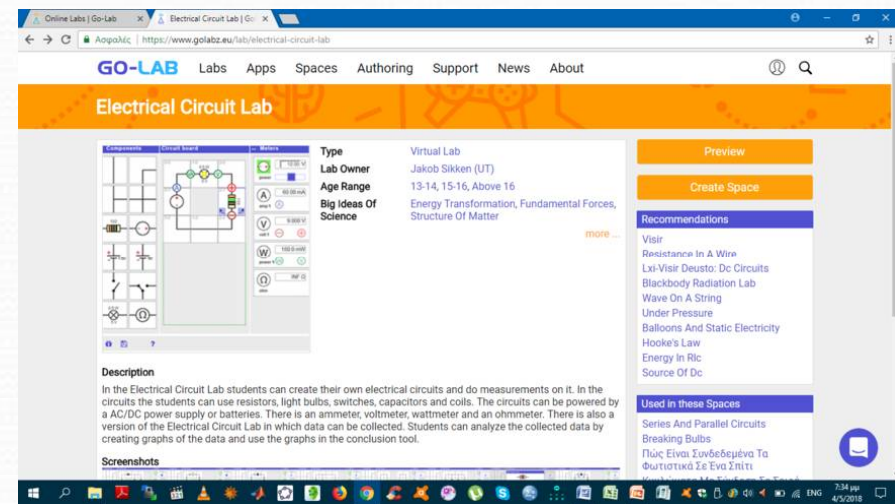 Online Labs | Go-Lab
Electrical Circuit Lab | Go
Ασφαλές | https://www.golabz.eu/lab/electrical-circuit-lab
GO-LAB Labs Apps Spaces Authoring Support News About
Electrical Circuit Lab
Components Circuit board Meters
Type Virtual Lab
Lab Owner Jakob Sikken (UT)
Age Range 13-14, 15-16, Above 16
Big Ideas Of Science Energy Transformation, Fundamental Forces,
Structure Of Matter
more ...
Preview
Create Space
Recommendations
Visir
Resistance In A Wire
Lxi-Visir Deusto: Dc Circuits
Blackbody Radiation Lab
Wave On A String
Under Pressure
Balloons And Static Electricity
Hooke's Law
Energy In Rlc
Source Of Dc
Description
In the Electrical Circuit Lab students can create their own electrical circuits and do measurements on it. In the
circuits the students can use resistors, light bulbs, switches, capacitors and coils. The circuits can be powered by
a AC/DC power supply or batteries. There is an ammeter, voltmeter, wattmeter and an ohmmeter. There is also a
version of the Electrical Circuit Lab in which data can be collected. Students can analyze the collected data by
creating graphs of the data and use the graphs in the conclusion tool.
Screenshots
Used in these Spaces
Series And Parallel Circuits
Breaking Bulbs
Πώς Είναι Συνδεδεμένα Τα
Φωτιστικά Σε Ένα Σπίτι
ENG
7:34 μμ
4/5/2018